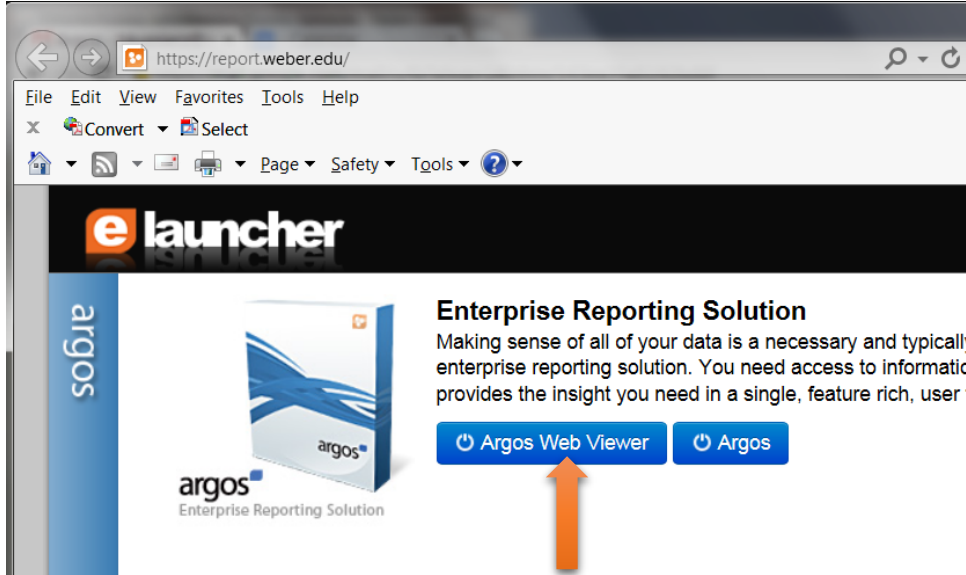 https://report.weber.edu/
File Edit View Favorites Tools Help
x Convert Select
Page Safety Tools ?
e launcher
argos
Enterprise Reporting Solution
Making sense of all of your data is a necessary and typically
enterprise reporting solution. You need access to informatio
provides the insight you need in a single, feature rich, user
Argos Web Viewer Argos
argos
argos
Enterprise Reporting Solution